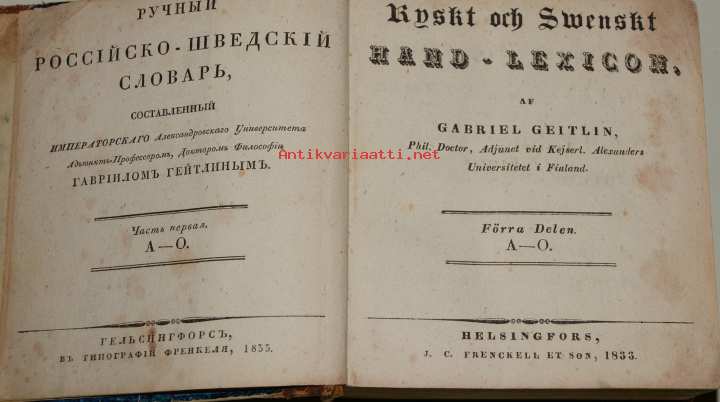 РУЧНЫЙ
РОССІЙСКО-ШВЕДСКІЙ
СЛОВАРЬ,
СОСТАВЛЕННЫЙ
ИМПЕРАТОРСКАГО Александровскаго Университета
Адъюнктъ-Профессоромъ, Докторомъ Философіи
ГАВРІИЛОМЪ ГЕЙТЛИНЫМЪ.
Часть первая.
А—О.
ГЕЛЬСИНГФОРСЪ,
ВЪ ТИПОГРАФІИ ФРЕНКЕЛЯ, 1833.
Ryskt och Swenskt
HAND-LEXICON,
AF
GABRIEL GEITLIN,
Phil. Doctor, Adjunct vid Kejserl. Alexanders
Universitetet i Finland.
Förra Delen.
A—O.
HELSINGFORS,
J. C. FRENCKELL ET SON, 1833.
Antikvariaatti.net